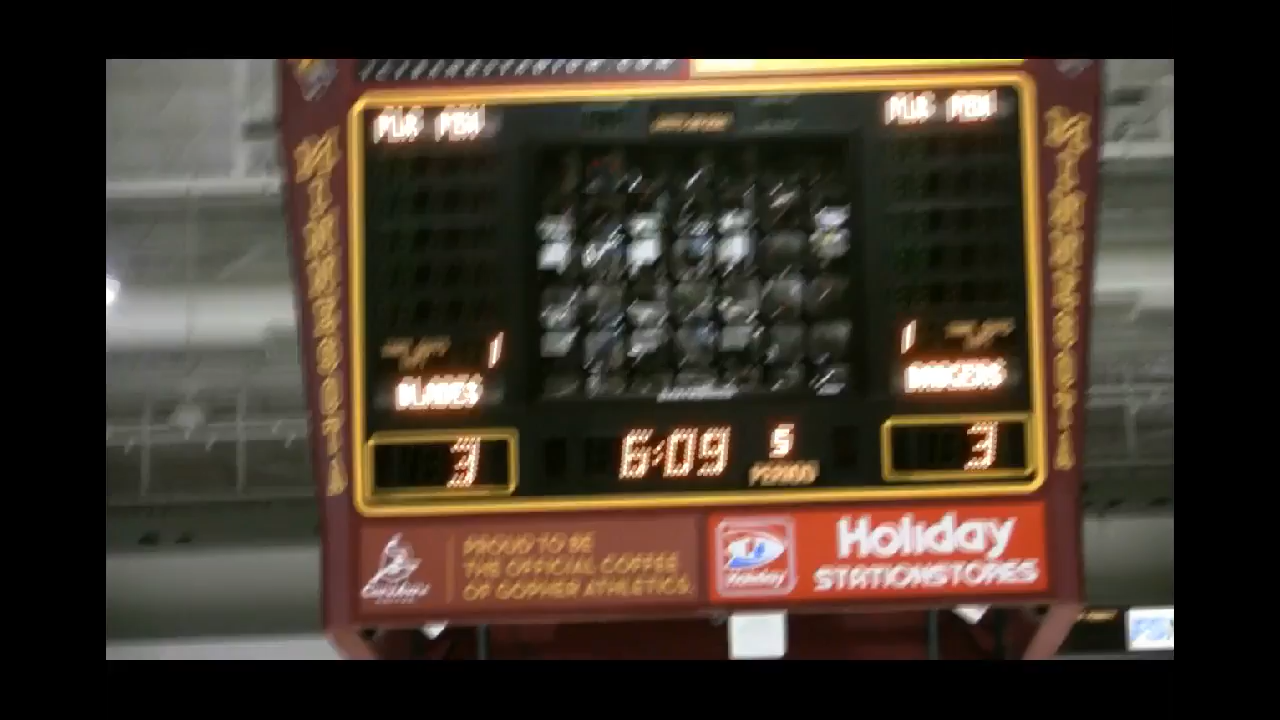 PLR PEN
PLR PEN
MINNESOTA
MINNESOTA
1
1
BLADES
BADGERS
3
6:09
5
PERIOD
3
PROUD TO BE
THE OFFICIAL COFFEE
OF GOPHER ATHLETICS.
Caribou
Holiday
Holiday
STATIONSTORES